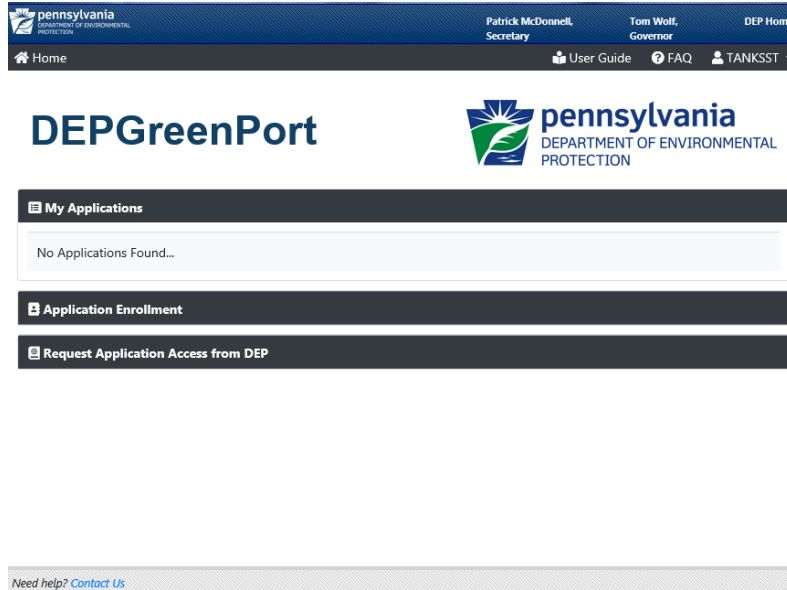 pennsylvania
DEPARTMENT OF ENVIRONMENTAL
PROTECTION
Patrick McDonnell,
Secretary
Tom Wolf,
Governor
DEP Hom
Home
User Guide
FAQ
TANKSST
DEPGreenPort
pennsylvania
DEPARTMENT OF ENVIRONMENTAL
PROTECTION
My Applications
No Applications Found...
Application Enrollment
Request Application Access from DEP
Need help? Contact Us